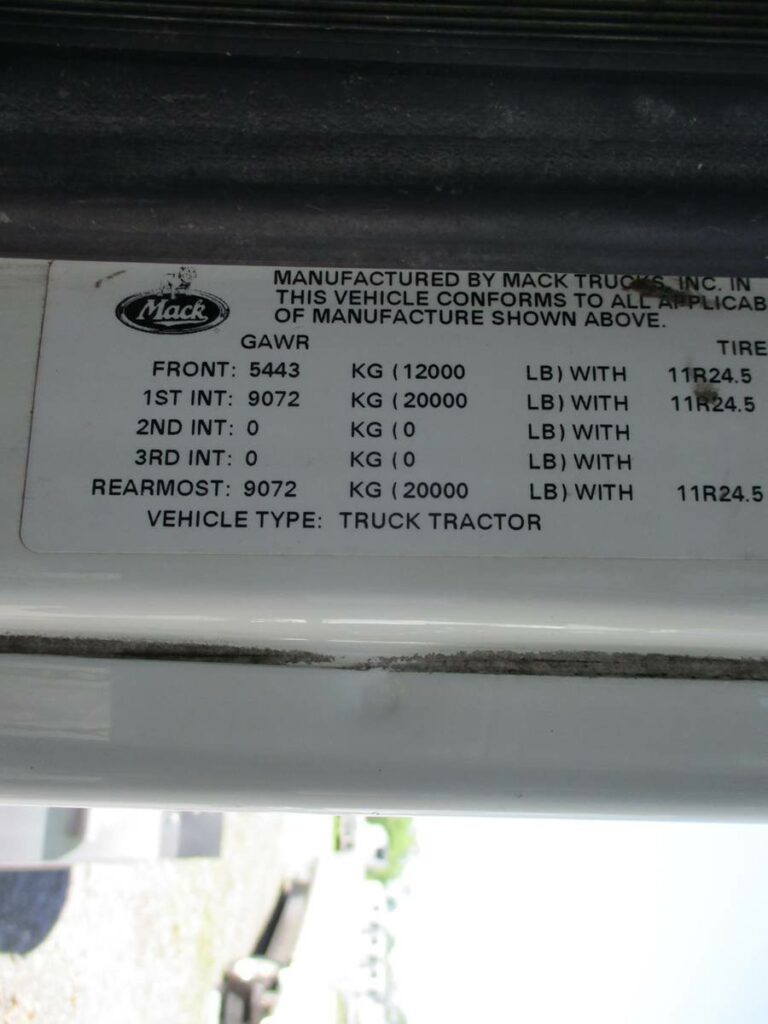 Mack
MANUFACTURED BY MACK TRUCKS, INC. IN
THIS VEHICLE CONFORMS TO ALL APPLICAB
OF MANUFACTURE SHOWN ABOVE.
GAWR TIRE
FRONT: 5443 KG (12000 LB) WITH 11R24.5
1ST INT: 9072 KG (20000 LB) WITH 11R24.5
2ND INT: 0 KG (0 LB) WITH
3RD INT: 0 KG (0 LB) WITH
REARMOST: 9072 KG (20000 LB) WITH 11R24.5
VEHICLE TYPE: TRUCK TRACTOR